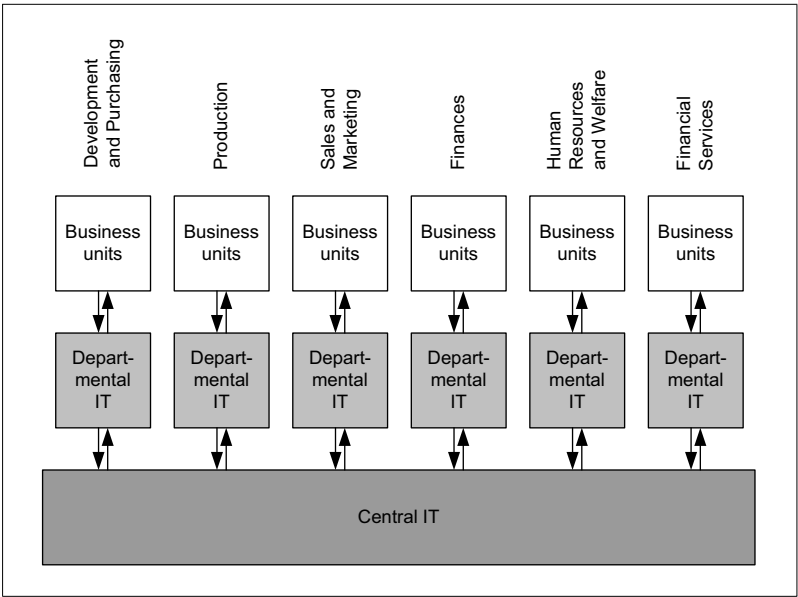 Development
and Purchasing
Production
Sales and
Marketing
Finances
Human
Resources
and Welfare
Financial
Services
Business
units
Business
units
Business
units
Business
units
Business
units
Business
units
Depart-
mental
IT
Depart-
mental
IT
Depart-
mental
IT
Depart-
mental
IT
Depart-
mental
IT
Depart-
mental
IT
Central IT